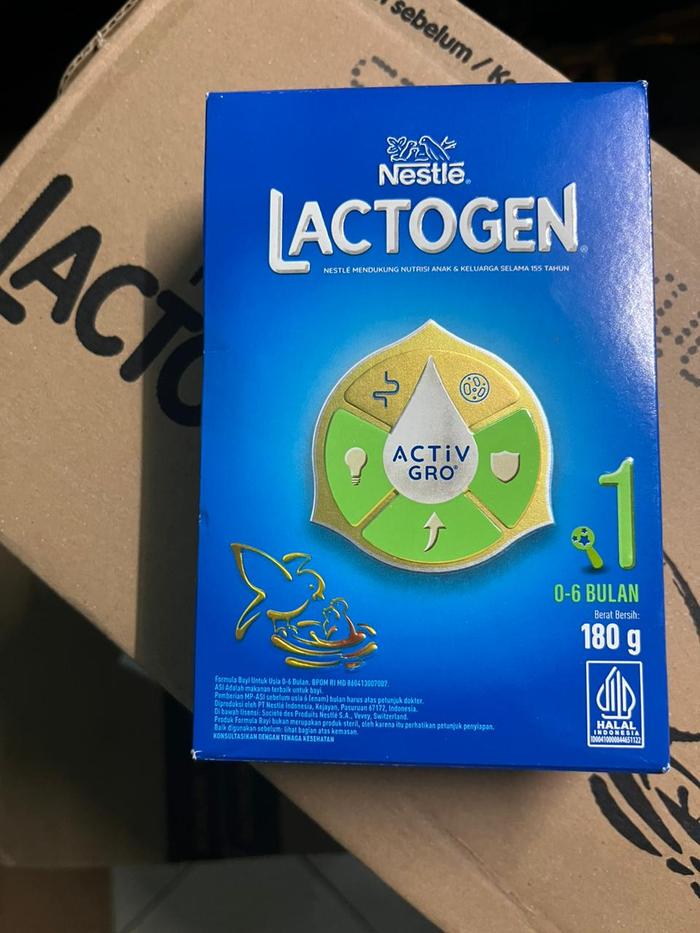 sebelum /
LACTO
Nestlé®
LACTOGEN®
NESTLÉ MENDUKUNG NUTRISI ANAK & KELUARGA SELAMA 155 TAHUN
ACTiV
GRO®
1
0-6 BULAN
Berat Bersih:
180 g
Formula Bayi Untuk Usia 0-6 Bulan. BPOM RI MD 860413007007.
ASI Adalah makanan terbaik untuk bayi.
Pemberian MP-ASI sebelum usia 6 (enam) bulan harus atas petunjuk dokter.
Diproduksi oleh PT Nestlé Indonesia, Kejayan, Pasuruan 67172, Indonesia.
Di bawah lisensi: Société des Produits Nestlé S.A., Vevey, Switzerland.
Produk Formula Bayi bukan merupakan produk steril, oleh karena itu perhatikan petunjuk penyiapan.
Baik digunakan sebelum: lihat bagian atas kemasan.
KONSULTASIKAN DENGAN TENAGA KESEHATAN
HALAL
INDONESIA